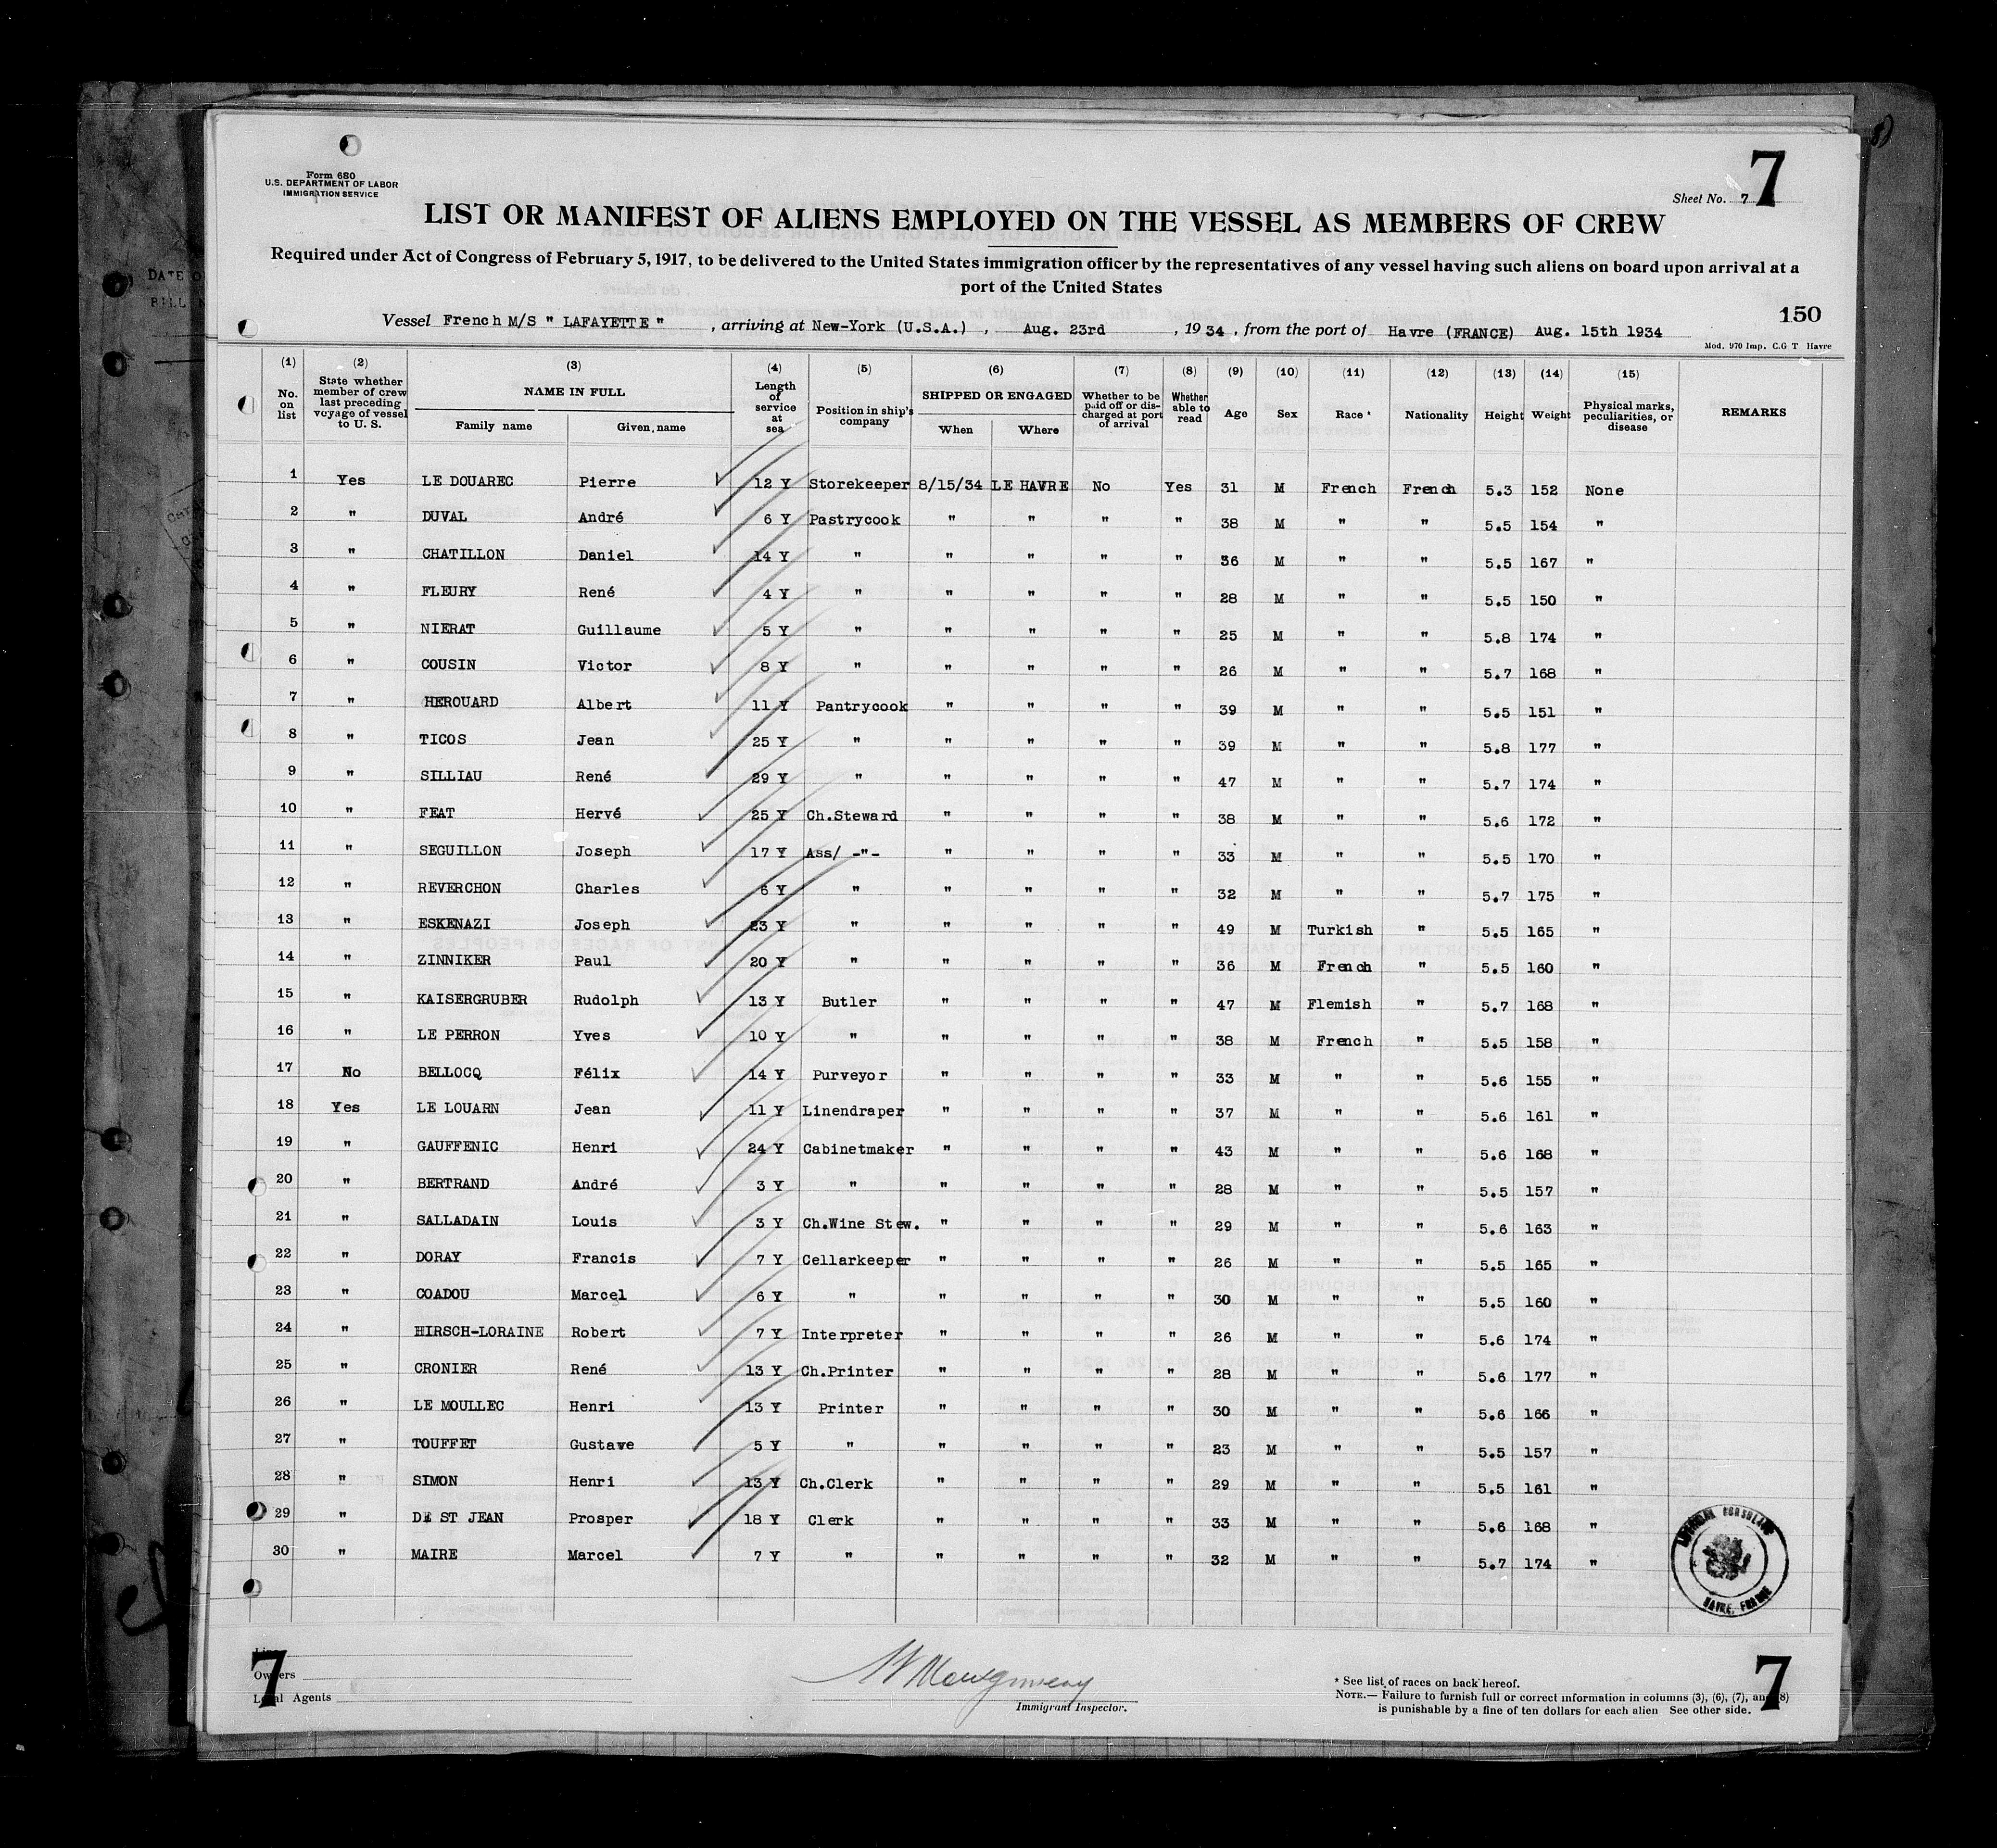 7
Form 680
U.S. DEPARTMENT OF LABOR
IMMIGRATION SERVICE
Sheet No. 7
LIST OR MANIFEST OF ALIENS EMPLOYED ON THE VESSEL AS MEMBERS OF CREW
Required under Act of Congress of February 5, 1917, to be delivered to the United States immigration officer by the representatives of any vessel having such aliens on board upon arrival at a
port of the United States
150
Vessel French M/S " LAFAYETTE " , arriving at New-York (U.S.A.) , Aug. 23rd , 1934, from the port of Havre (FRANCE) Aug. 15th 1934
Mod. 970 Imp. C.G T Havre
(1) (2) (3) (4) (5) (6) (7) (8) (9) (10) (11) (12) (13) (14) (15)
No. on list State whether member of crew last preceding voyage of vessel to U. S. NAME IN FULL Family name Given name Length of service at sea Position in ship's company SHIPPED OR ENGAGED When Where Whether to be paid off or discharged at port of arrival Whether able to read Age Sex Race * Nationality Height Weight Physical marks, peculiarities, or disease REMARKS
1 Yes LE DOUAREC Pierre 12 Y Storekeeper 8/15/34 LE HAVRE No Yes 31 M French French 5.3 152 None
2 " DUVAL André 6 Y Pastrycook " " " " 38 M " " 5.5 154 "
3 " CHATILLON Daniel 14 Y " " " " " 36 M " " 5.5 167 "
4 " FLEURY René 4 Y " " " " " 28 M " " 5.5 150 "
5 " NIERAT Guillaume 5 Y " " " " " 25 M " " 5.8 174 "
6 " COUSIN Victor 8 Y " " " " " 26 M " " 5.7 168 "
7 " HEROUARD Albert 11 Y Pantrycook " " " " 39 M " " 5.5 151 "
8 " TICOS Jean 25 Y " " " " " 39 M " " 5.8 177 "
9 " SILLIAU René 29 Y " " " " " 47 M " " 5.7 174 "
10 " FEAT Hervé 25 Y Ch.Steward " " " " 38 M " " 5.6 172 "
11 " SEGUILLON Joseph 17 Y Ass/ -"- " " " " 33 M " " 5.5 170 "
12 " REVERCHON Charles 6 Y " " " " " 32 M " " 5.7 175 "
13 " ESKENAZI Joseph 23 Y " " " " " 49 M Turkish " 5.5 165 "
14 " ZINNIKER Paul 20 Y " " " " " 36 M French " 5.5 160 "
15 " KAISERGRUBER Rudolph 13 Y Butler " " " " 47 M Flemish " 5.7 168 "
16 " LE PERRON Yves 10 Y " " " " " 38 M French " 5.5 158 "
17 No BELLOCQ Félix 14 Y Purveyor " " " " 33 M " " 5.6 155 "
18 Yes LE LOUARN Jean 11 Y Linendraper " " " " 37 M " " 5.6 161 "
19 " GAUFFENIC Henri 24 Y Cabinetmaker " " " " 43 M " " 5.6 168 "
20 " BERTRAND André 3 Y " " " " " 28 M " " 5.5 157 "
21 " SALLADAIN Louis 3 Y Ch.Wine Stew. " " " " 29 M " " 5.6 163 "
22 " DORAY Francis 7 Y Cellarkeeper " " " " 26 M " " 5.5 165 "
23 " COADOU Marcel 6 Y " " " " " 30 M " " 5.5 160 "
24 " HIRSCH-LORAINE Robert 7 Y Interpreter " " " " 26 M " " 5.6 174 "
25 " CRONIER René 13 Y Ch.Printer " " " " 28 M " " 5.6 177 "
26 " LE MOULLEC Henri 13 Y Printer " " " " 30 M " " 5.6 166 "
27 " TOUFFET Gustave 5 Y " " " " " 23 M " " 5.5 157 "
28 " SIMON Henri 13 Y Ch.Clerk " " " " 29 M " " 5.5 161 "
29 " DE ST JEAN Prosper 18 Y Clerk " " " " 33 M " " 5.6 168 "
30 " MAIRE Marcel 7 Y " " " " " 32 M " " 5.7 174 "
AMERICAN CONSULATE
HAVRE, FRANCE
Line
Owners
Local Agents
7
W Montgomery
Immigrant Inspector.
* See list of races on back hereof.
NOTE.— Failure to furnish full or correct information in columns (3), (6), (7), and (8)
is punishable by a fine of ten dollars for each alien See other side.
7